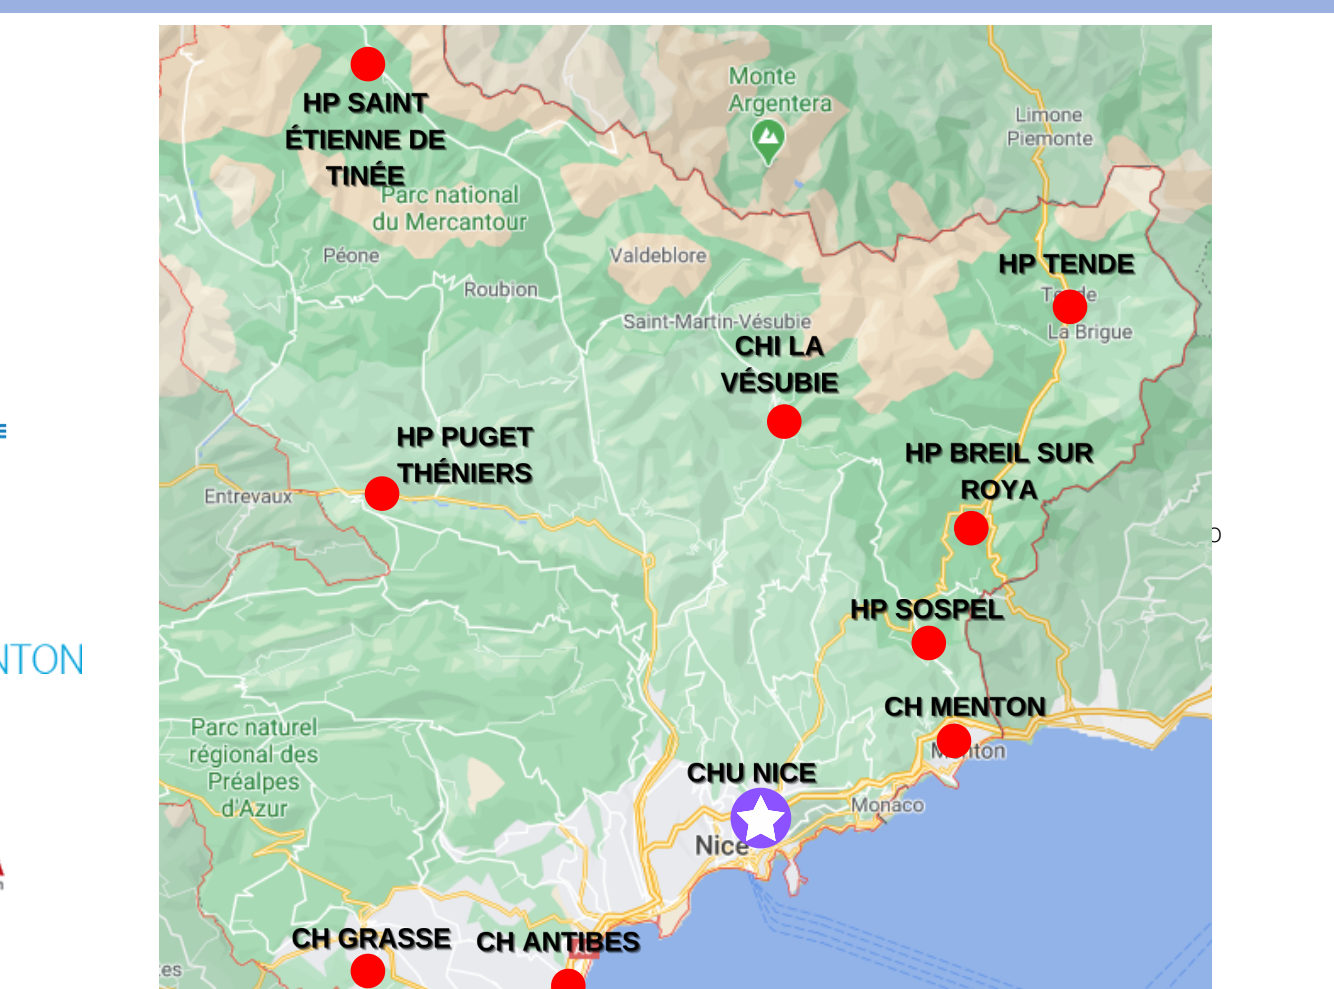 HP SAINT
ÉTIENNE DE
TINÉE
Monte
Argentera
Limone
Piemonte
Parc national
du Mercantour
Péone
Valdeblore
HP TENDE
Roubion
Saint-Martin-Vésubie
La Brigue
CHI LA
VÉSUBIE
HP PUGET
THÉNIERS
HP BREIL SUR
ROYA
Entrevaux
HP SOSPEL
NTON
CH MENTON
Parc naturel
régional des
Préalpes
d'Azur
CHU NICE
Monaco
Nice
CH GRASSE
CH ANTIBES